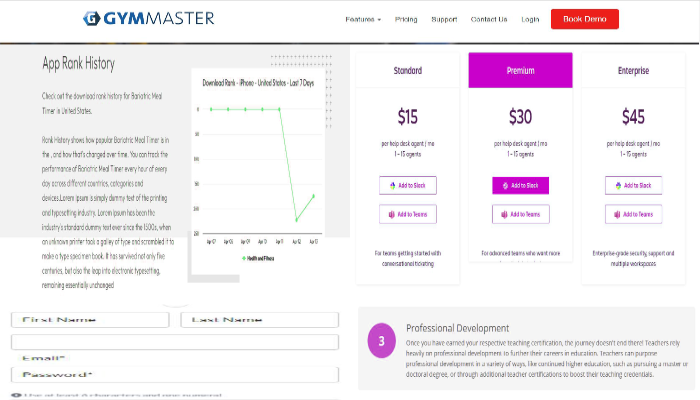 GYMMASTER
Features
Pricing
Support
Contact Us
Login
Book Demo
App Rank History
Check out the download rank history for Bariatric Meal
Timer in United States.
Rank History shows how popular Bariatric Meal Timer is in
the , and how that's changed over time. You can track the
performance of Bariatric Meal Timer every hour of every
day across different countries, categories and
devices.Lorem Ipsum is simply dummy text of the printing
and typesetting industry. Lorem Ipsum has been the
industry's standard dummy text ever since the 1500s, when
an unknown printer took a galley of type and scrambled it to
make a type specimen book. It has survived not only five
centuries, but also the leap into electronic typesetting,
remaining essentially unchanged
Download Rank - iPhone - United States - Last 7 Days
0
50
100
150
200
250
Apr 07
Apr 08
Apr 09
Apr 10
Apr 11
Apr 12
Apr 13
Health and Fitness
Standard
$15
per help desk agent / mo
1 - 15 agents
Add to Slack
Add to Teams
For teams getting started with
conversational ticketing
Premium
$30
per help desk agent / mo
1 - 15 agents
Add to Slack
Add to Teams
For advanced teams who want more
Enterprise
$45
per help desk agent / mo
1 - 15 agents
Add to Slack
Add to Teams
Enterprise-grade security, support and
multiple workspaces
First Name
Last Name
Email*
Password*
3
Professional Development
Once you have earned your respective teaching certification, the journey doesn't end there! Teachers rely
heavily on professional development to further their careers in education. Teachers can pursue
professional development in a variety of ways, like continued higher education, such as pursuing a master or
doctoral degree, or through additional teacher certifications to boost their teaching credentials.